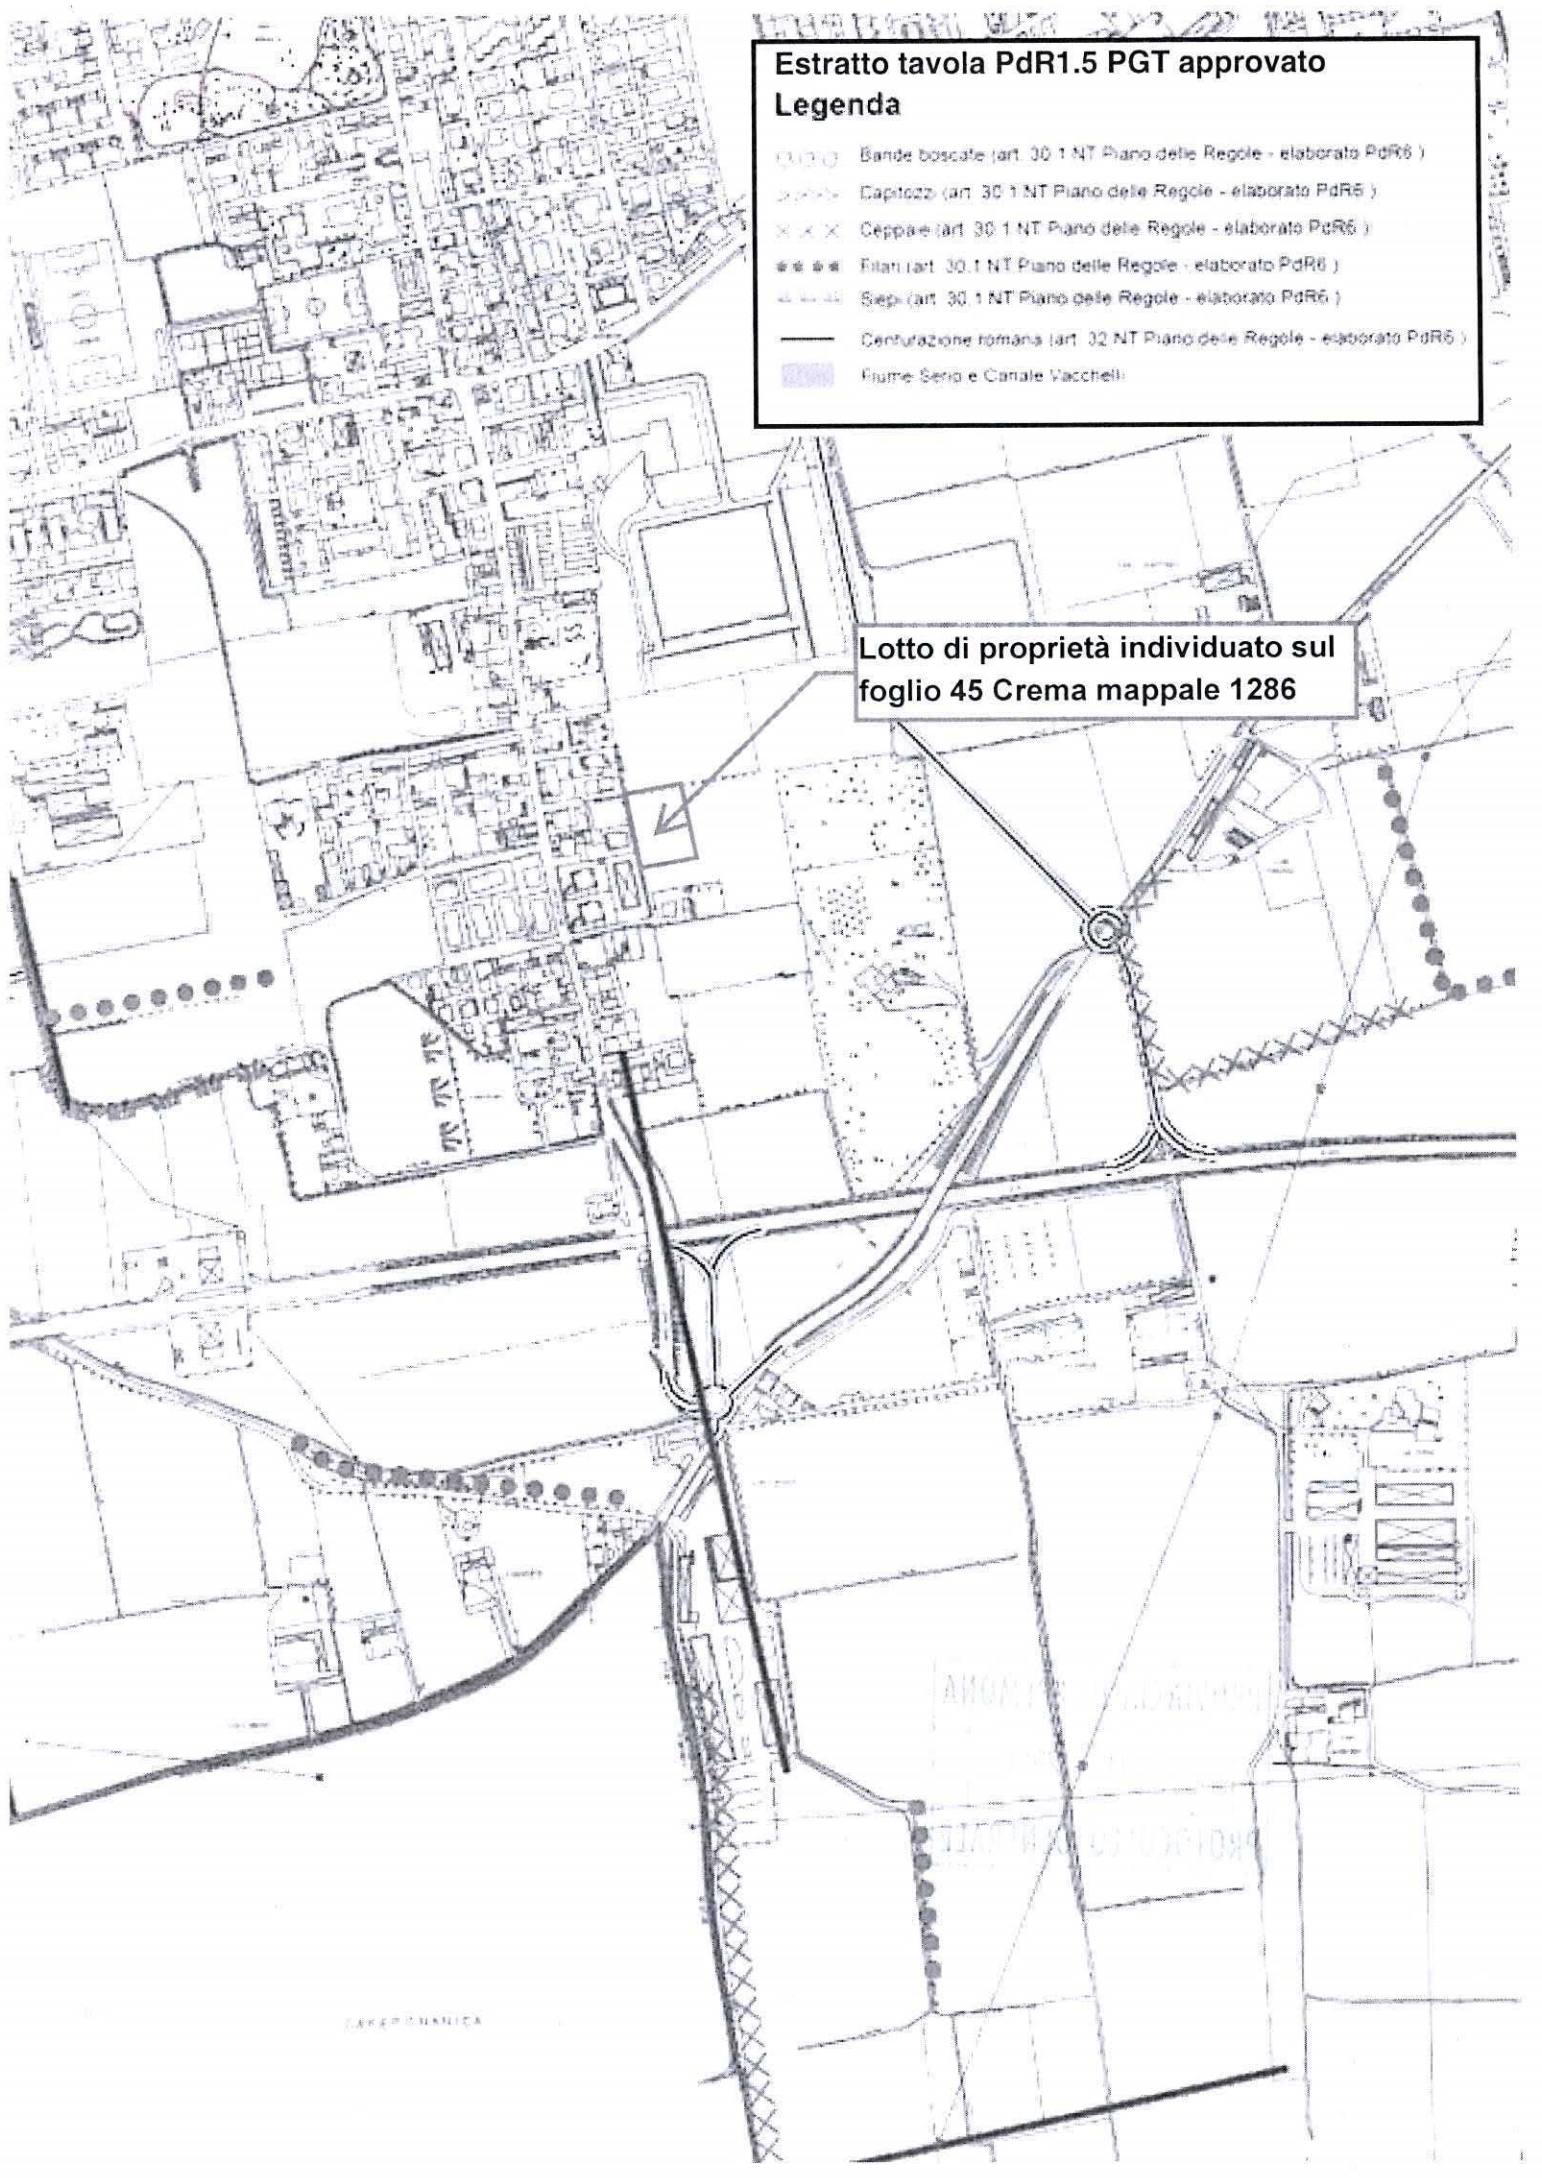 Estratto tavola PdR1.5 PGT approvato
Legenda
Bande boscate (art. 30.1 NT Piano delle Regole - elaborato PdR6 )
Capitozzi (art. 30.1 NT Piano delle Regole - elaborato PdR6 )
Ceppaie (art. 30.1 NT Piano delle Regole - elaborato PdR6 )
Filari (art. 30.1 NT Piano delle Regole - elaborato PdR6 )
Siepi (art. 30.1 NT Piano delle Regole - elaborato PdR6 )
Centurazione romana (art. 32 NT Piano delle Regole - elaborato PdR6 )
Fiume Serio e Canale Vacchelli
Lotto di proprietà individuato sul
foglio 45 Crema mappale 1286